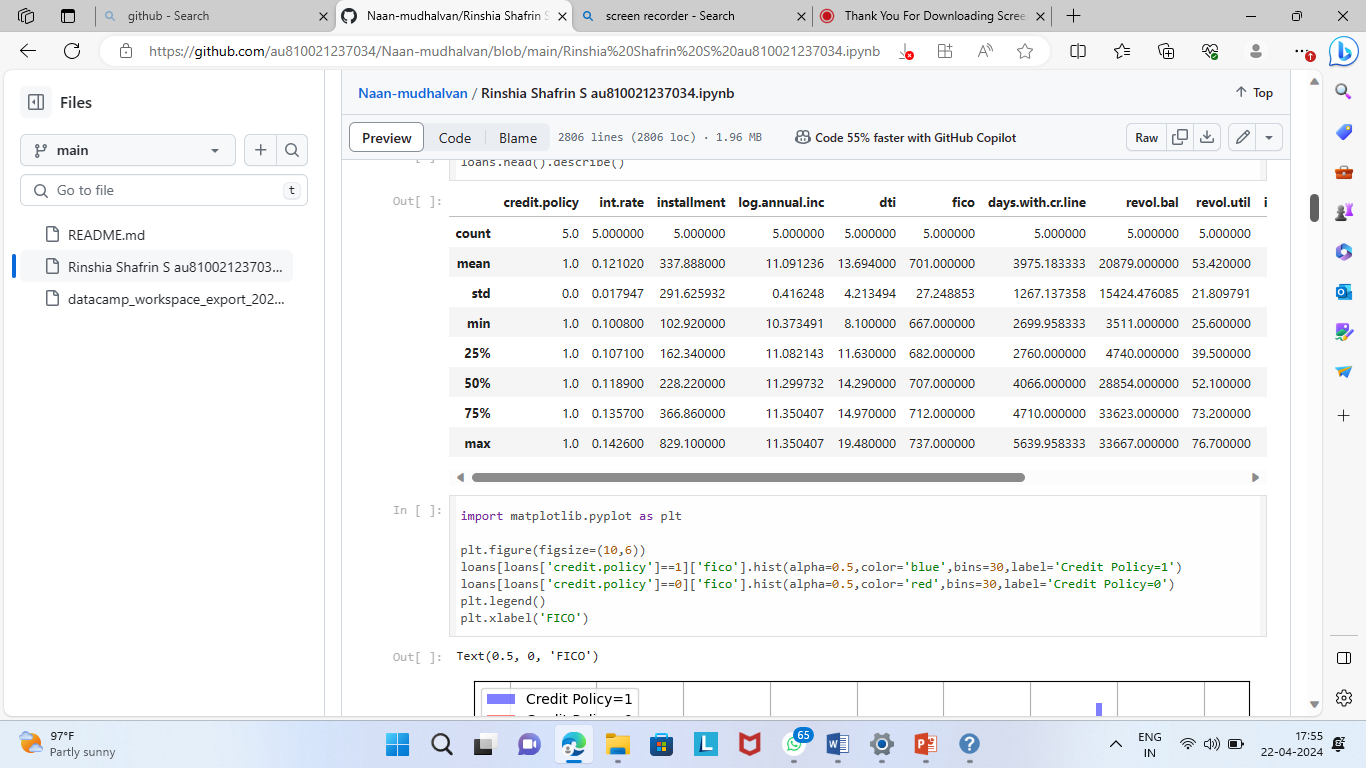 github - Search
Naan-mudhalvan/Rinshia Shafrin S
screen recorder - Search
Thank You For Downloading Scre
https://github.com/au810021237034/Naan-mudhalvan/blob/main/Rinshia%20Shafrin%20S%20au810021237034.ipynb
Files
main
Go to file t
README.md
Rinshia Shafrin S au81002123703...
datacamp_workspace_export_202...
Naan-mudhalvan / Rinshia Shafrin S au810021237034.ipynb
Top
Preview Code Blame 2806 lines (2806 loc) · 1.96 MB Code 55% faster with GitHub Copilot Raw
loans.head().describe()
Out[ ]:
credit.policy int.rate installment log.annual.inc dti fico days.with.cr.line revol.bal revol.util i
count 5.0 5.000000 5.000000 5.000000 5.000000 5.000000 5.000000 5.000000 5.000000
mean 1.0 0.121020 337.888000 11.091236 13.694000 701.000000 3975.183333 20879.000000 53.420000
std 0.0 0.017947 291.625932 0.416248 4.213494 27.248853 1267.137358 15424.476085 21.809791
min 1.0 0.100800 102.920000 10.373491 8.100000 667.000000 2699.958333 3511.000000 25.600000
25% 1.0 0.107100 162.340000 11.082143 11.630000 682.000000 2760.000000 4740.000000 39.500000
50% 1.0 0.118900 228.220000 11.299732 14.290000 707.000000 4066.000000 28854.000000 52.100000
75% 1.0 0.135700 366.860000 11.350407 14.970000 712.000000 4710.000000 33623.000000 73.200000
max 1.0 0.142600 829.100000 11.350407 19.480000 737.000000 5639.958333 33667.000000 76.700000
In [ ]:
import matplotlib.pyplot as plt
plt.figure(figsize=(10,6))
loans[loans['credit.policy']==1]['fico'].hist(alpha=0.5,color='blue',bins=30,label='Credit Policy=1')
loans[loans['credit.policy']==0]['fico'].hist(alpha=0.5,color='red',bins=30,label='Credit Policy=0')
plt.legend()
plt.xlabel('FICO')
Out[ ]: Text(0.5, 0, 'FICO')
Credit Policy=1
97°F
Partly sunny
65
ENG
IN
17:55
22-04-2024